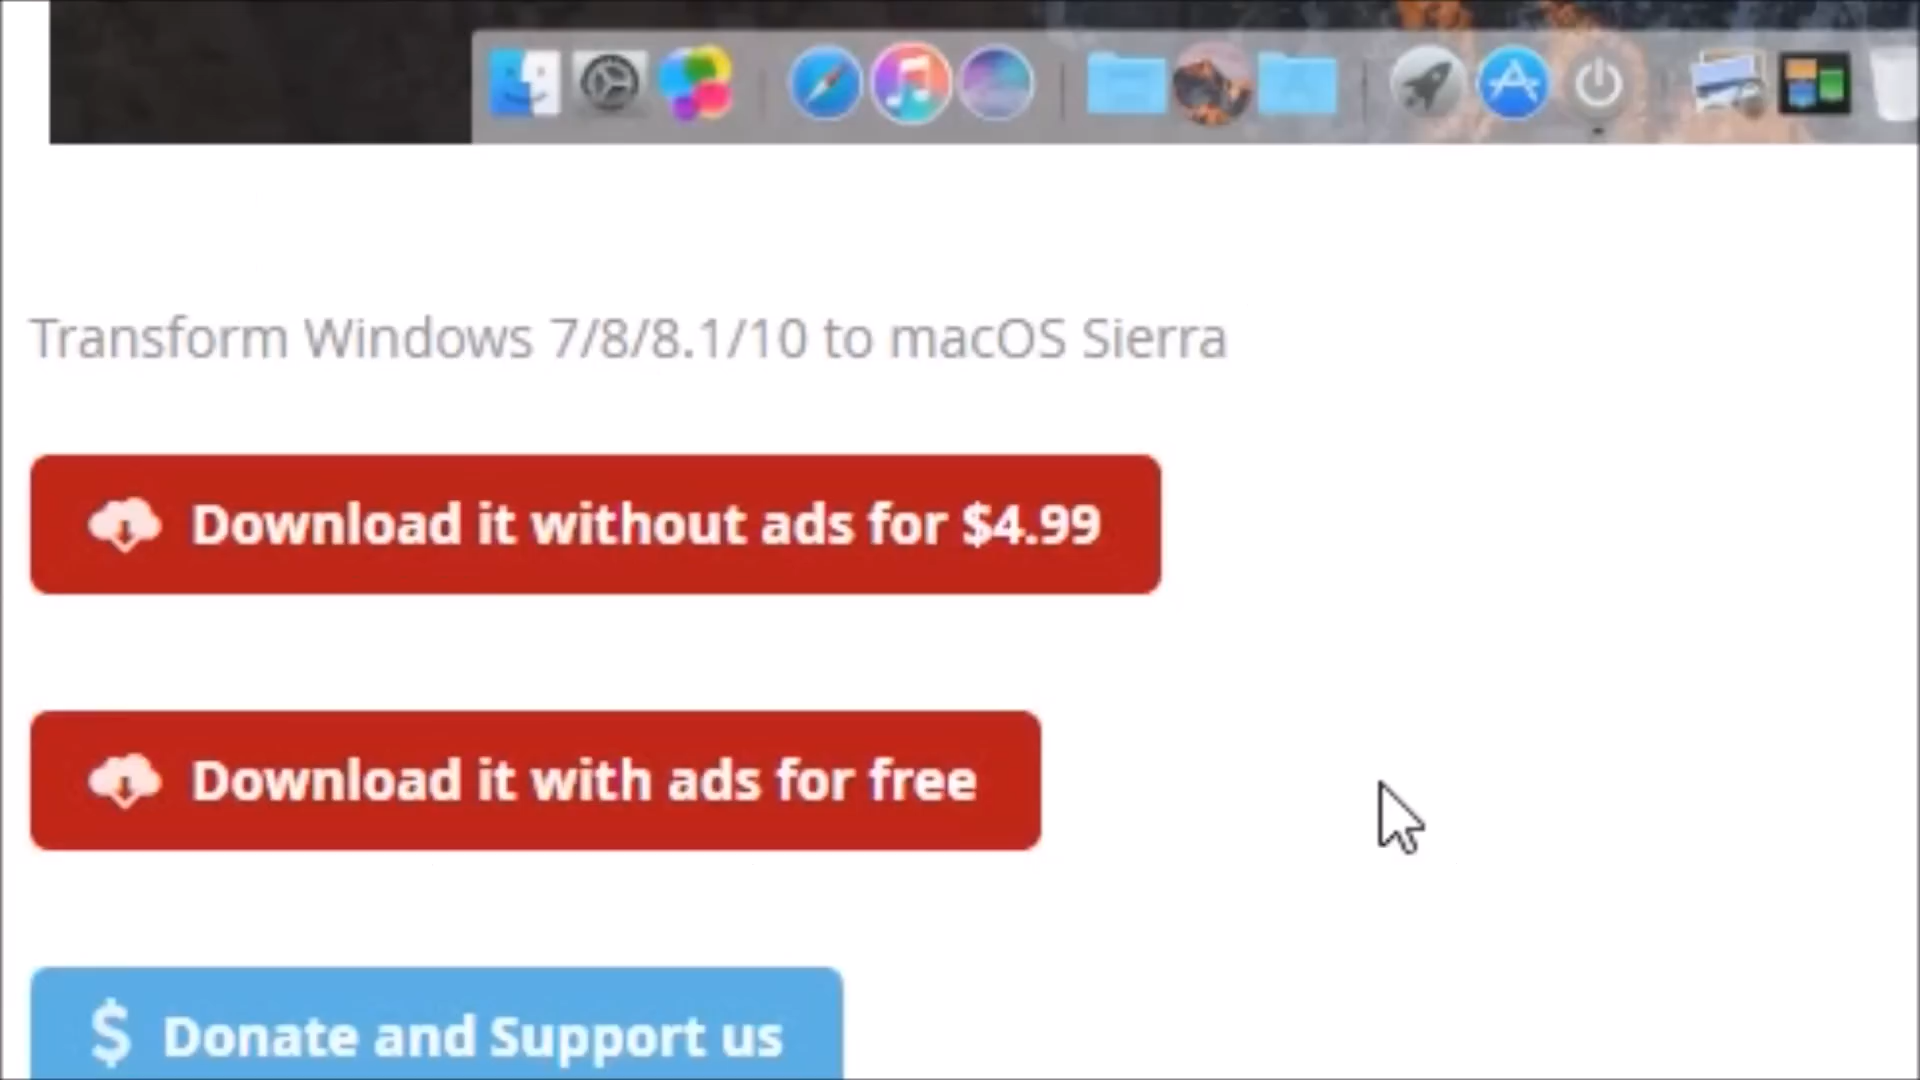 Transform Windows 7/8/8.1/10 to macOS Sierra
Download it without ads for $4.99
Download it with ads for free
$ Donate and Support us